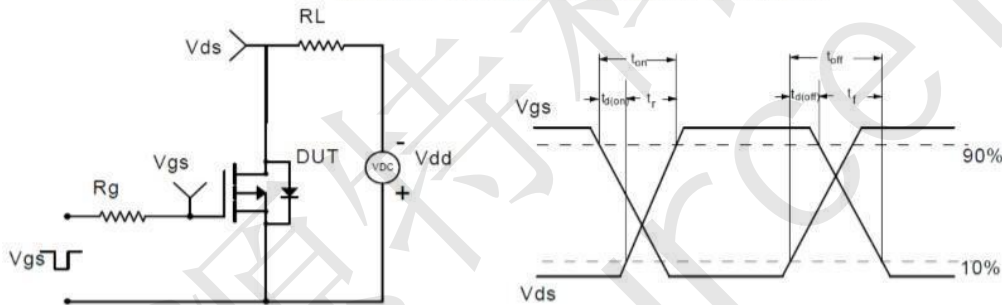 RL
Vds
Vgs
DUT
-
VDC
Vdd
+
Rg
Vgs
ton
toff
td(on)
tr
td(off)
tf
Vgs
90%
10%
Vds